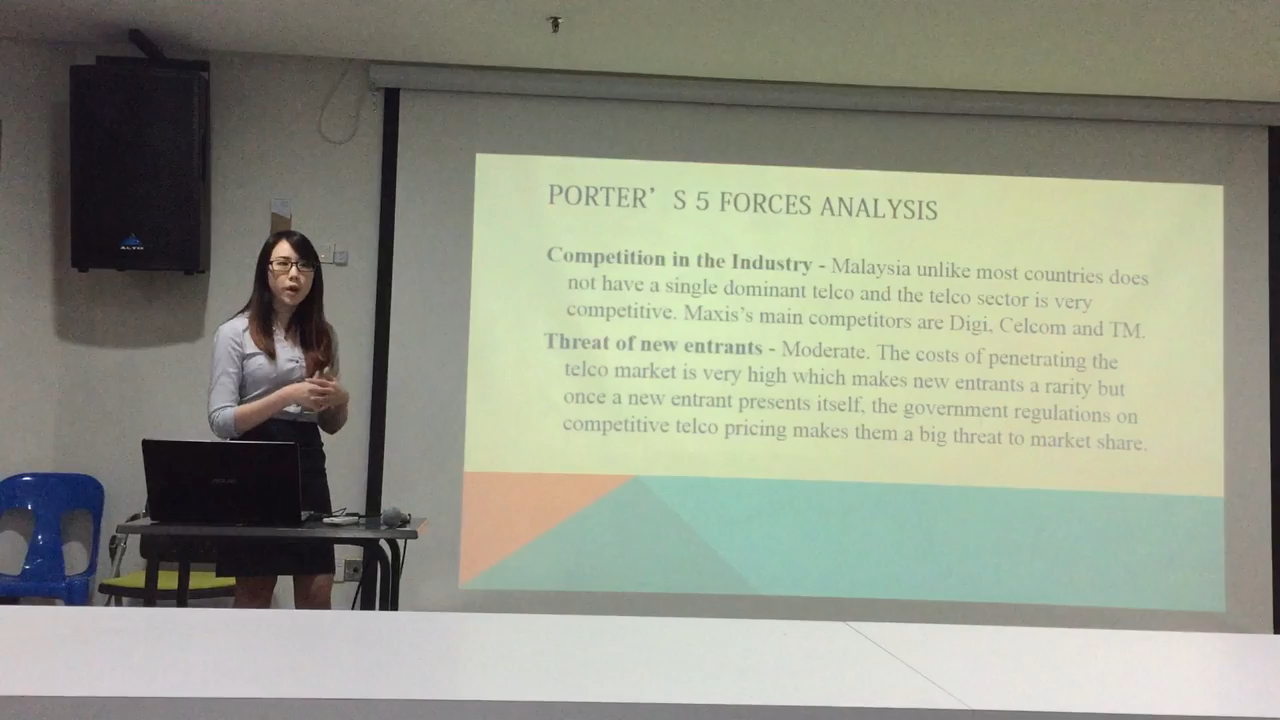 PORTER’ S 5 FORCES ANALYSIS
Competition in the Industry - Malaysia unlike most countries does
not have a single dominant telco and the telco sector is very
competitive. Maxis's main competitors are Digi, Celcom and TM.
Threat of new entrants - Moderate. The costs of penetrating the
telco market is very high which makes new entrants a rarity but
once a new entrant presents itself, the government regulations on
competitive telco pricing makes them a big threat to market share.
ALTO
ASUS